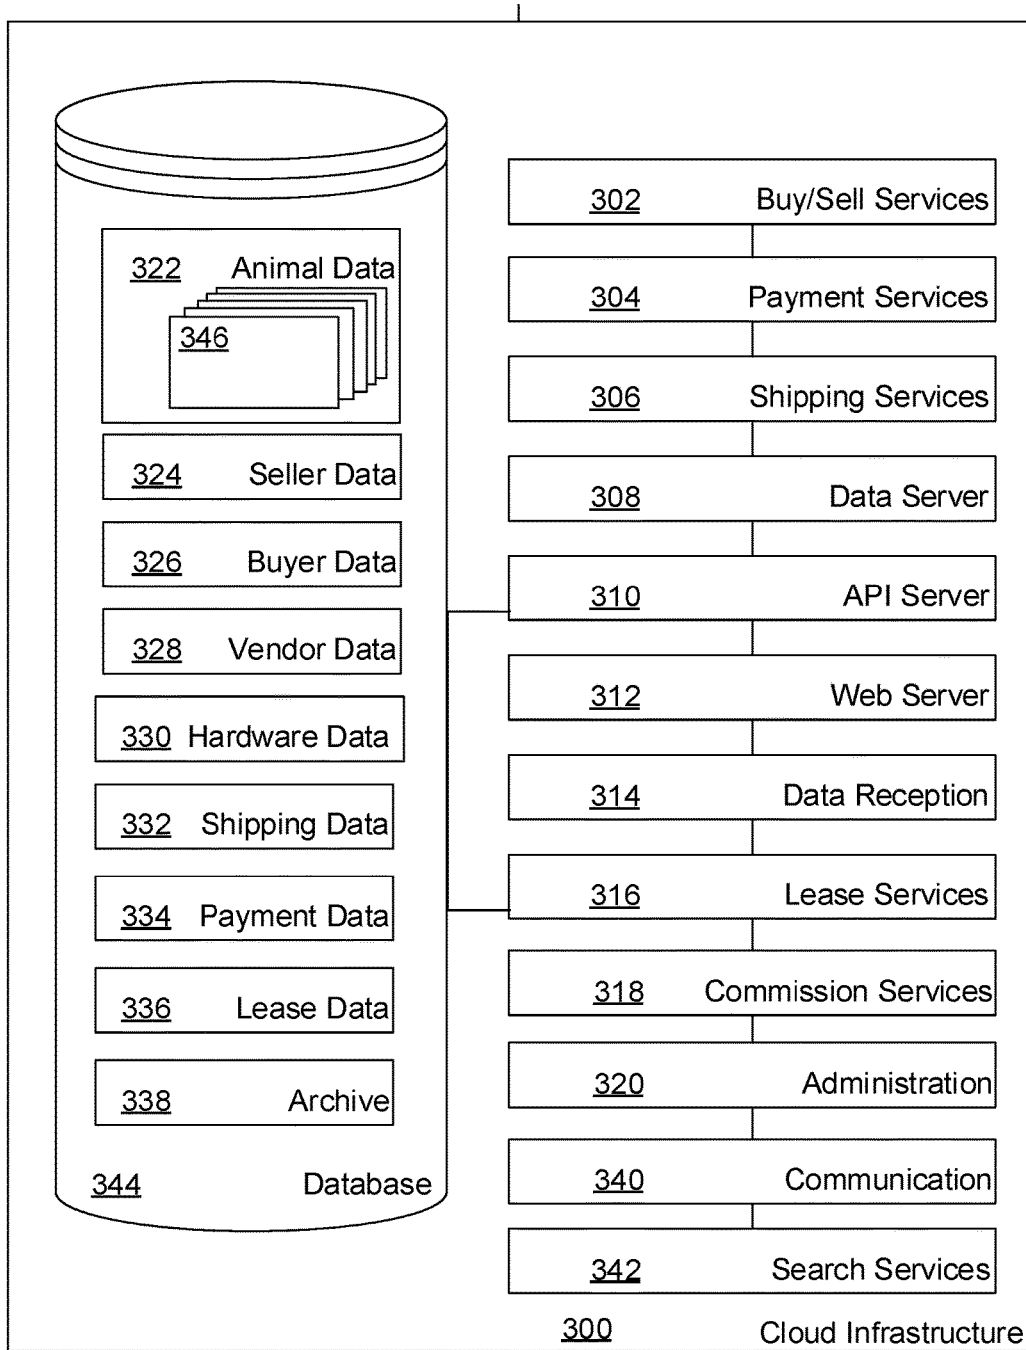 322 Animal Data
346
324 Seller Data
326 Buyer Data
328 Vendor Data
330 Hardware Data
332 Shipping Data
334 Payment Data
336 Lease Data
338 Archive
344 Database
302 Buy/Sell Services
304 Payment Services
306 Shipping Services
308 Data Server
310 API Server
312 Web Server
314 Data Reception
316 Lease Services
318 Commission Services
320 Administration
340 Communication
342 Search Services
300 Cloud Infrastructure